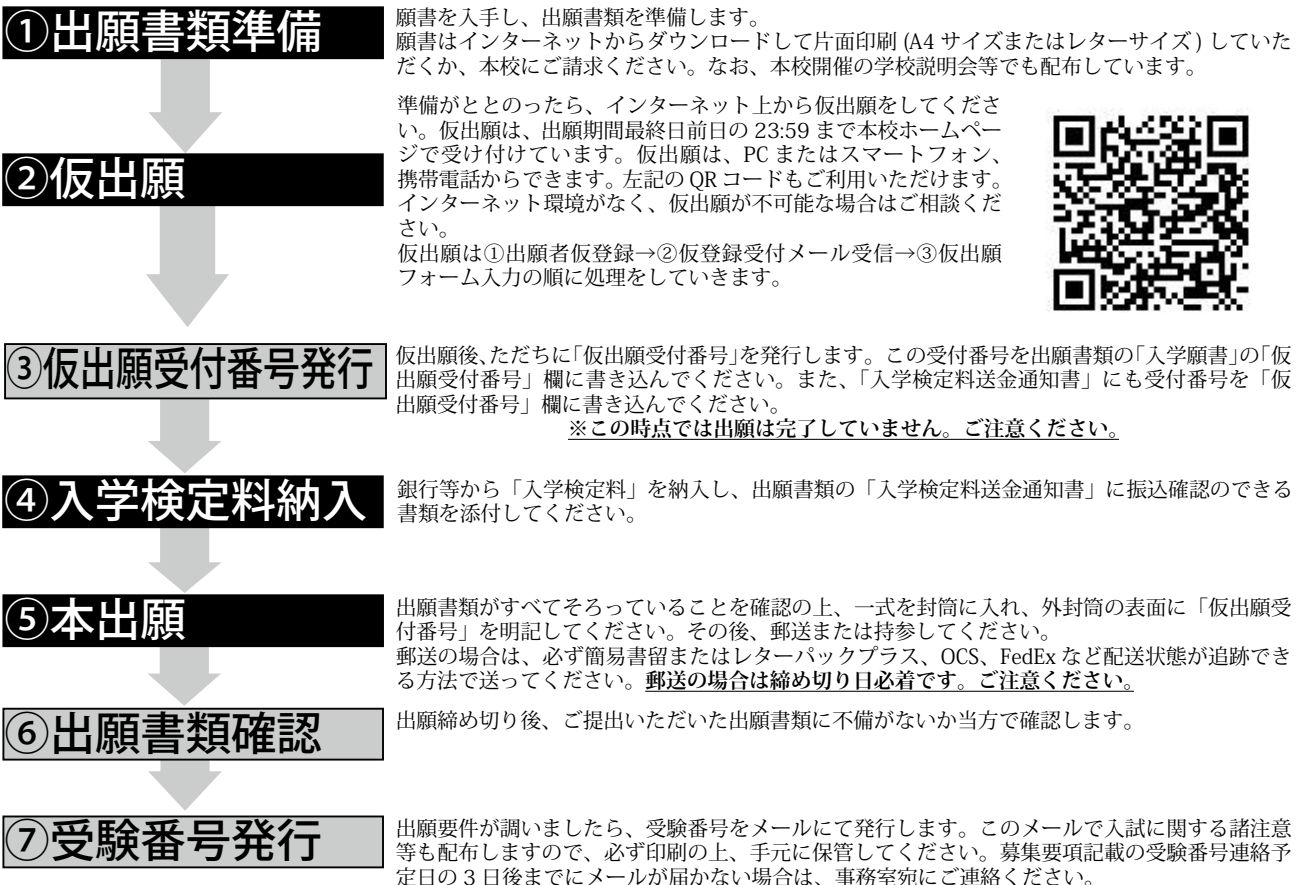 ①出願書類準備
願書を入手し、出願書類を準備します。
願書はインターネットからダウンロードして片面印刷 (A4 サイズまたはレターサイズ ) していた
だくか、本校にご請求ください。なお、本校開催の学校説明会等でも配布しています。
②仮出願
準備がととのったら、インターネット上から仮出願をしてくださ
い。仮出願は、出願期間最終日前日の 23:59 まで本校ホームペー
ジで受け付けています。仮出願は、PC またはスマートフォン、
携帯電話からできます。左記の QR コードもご利用いただけます。
インターネット環境がなく、仮出願が不可能な場合はご相談くだ
さい。
仮出願は①出願者仮登録→②仮登録受付メール受信→③仮出願
フォーム入力の順に処理をしていきます。
③仮出願受付番号発行
仮出願後、ただちに「仮出願受付番号」を発行します。この受付番号を出願書類の「入学願書」の「仮
出願受付番号」欄に書き込んでください。また、「入学検定料送金通知書」にも受付番号を「仮
出願受付番号」欄に書き込んでください。
※この時点では出願は完了していません。ご注意ください。
④入学検定料納入
銀行等から「入学検定料」を納入し、出願書類の「入学検定料送金通知書」に振込確認のできる
書類を添付してください。
⑤本出願
出願書類がすべてそろっていることを確認の上、一式を封筒に入れ、外封筒の表面に「仮出願受
付番号」を明記してください。その後、郵送または持参してください。
郵送の場合は、必ず簡易書留またはレターパックプラス、OCS、FedEx など配送状態が追跡でき
る方法で送ってください。郵送の場合は締め切り日必着です。ご注意ください。
⑥出願書類確認
出願締め切り後、ご提出いただいた出願書類に不備がないか当方で確認します。
⑦受験番号発行
出願要件が調いましたら、受験番号をメールにて発行します。このメールで入試に関する諸注意
等も配布しますので、必ず印刷の上、手元に保管してください。募集要項記載の受験番号連絡予
定日の 3 日後までにメールが届かない場合は、事務室宛にご連絡ください。